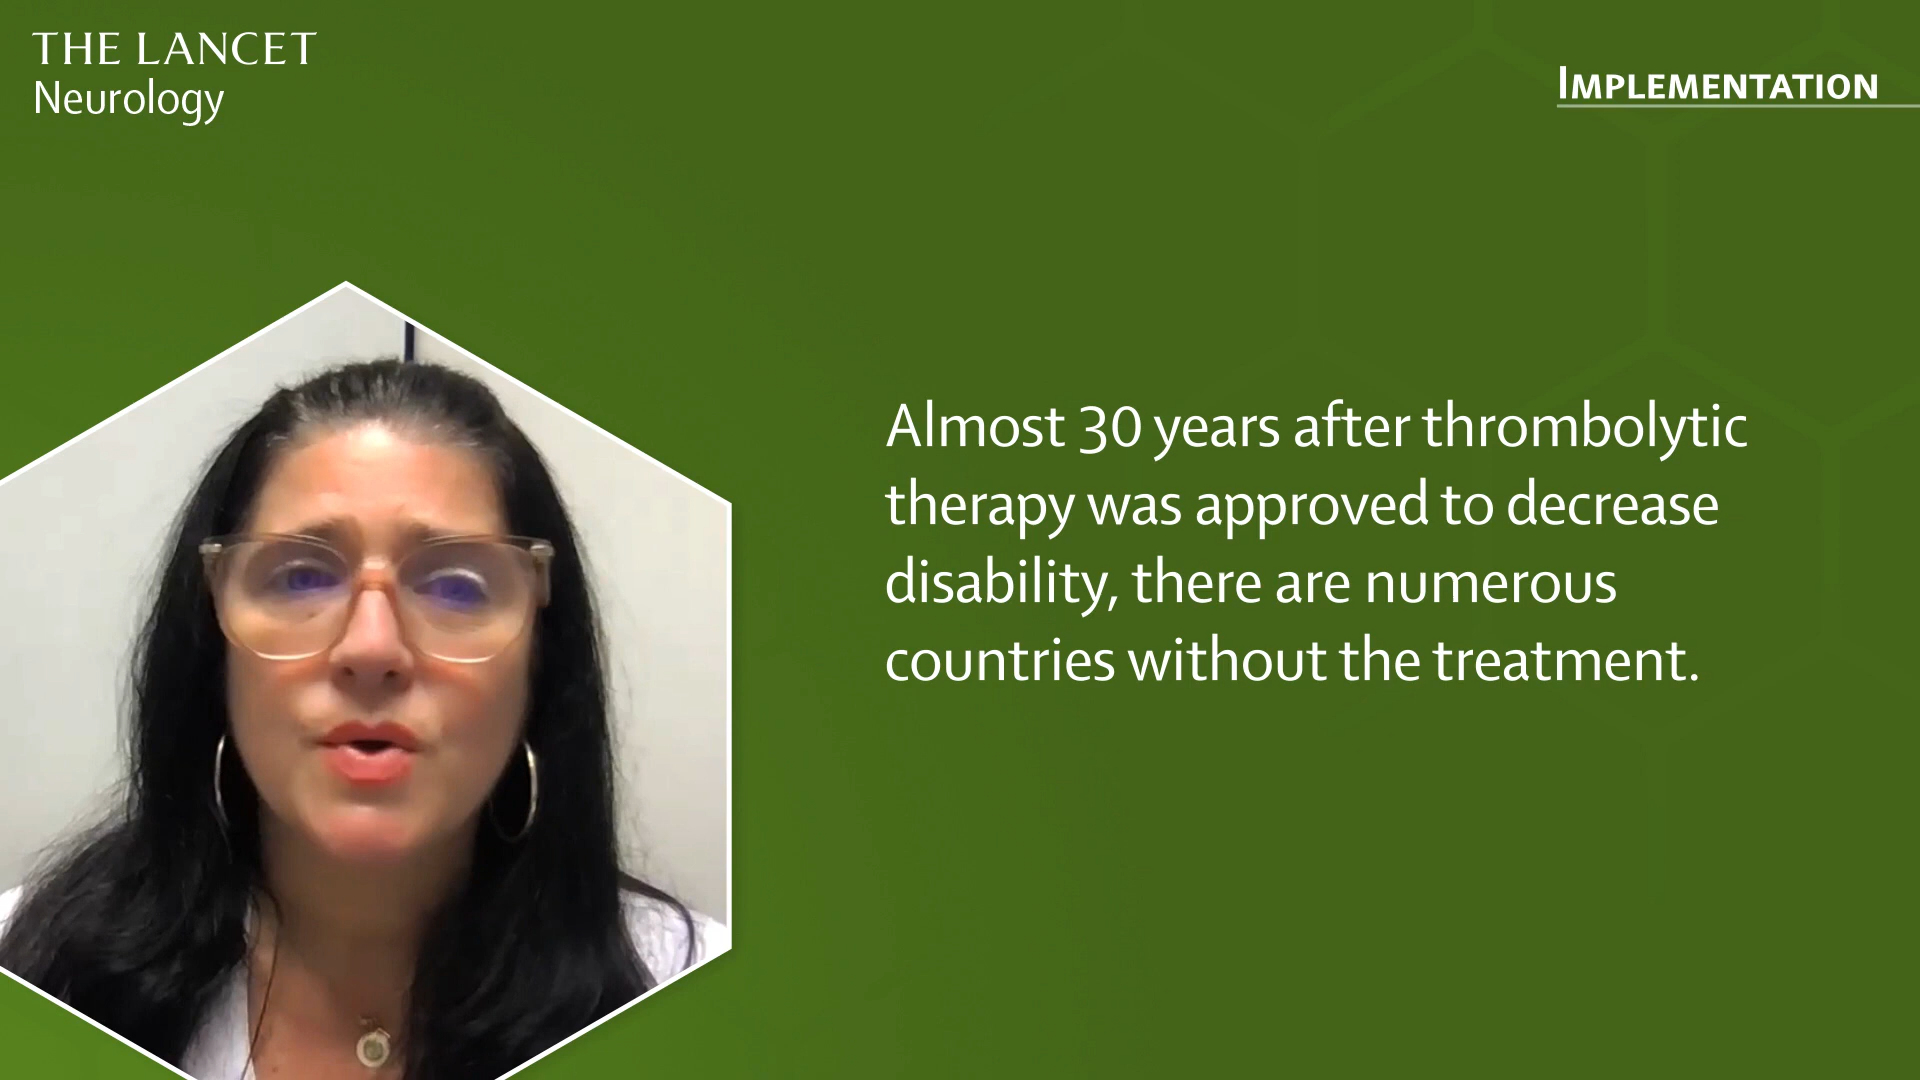 THE LANCET
Neurology
IMPLEMENTATION
Almost 30 years after thrombolytic
therapy was approved to decrease
disability, there are numerous
countries without the treatment.